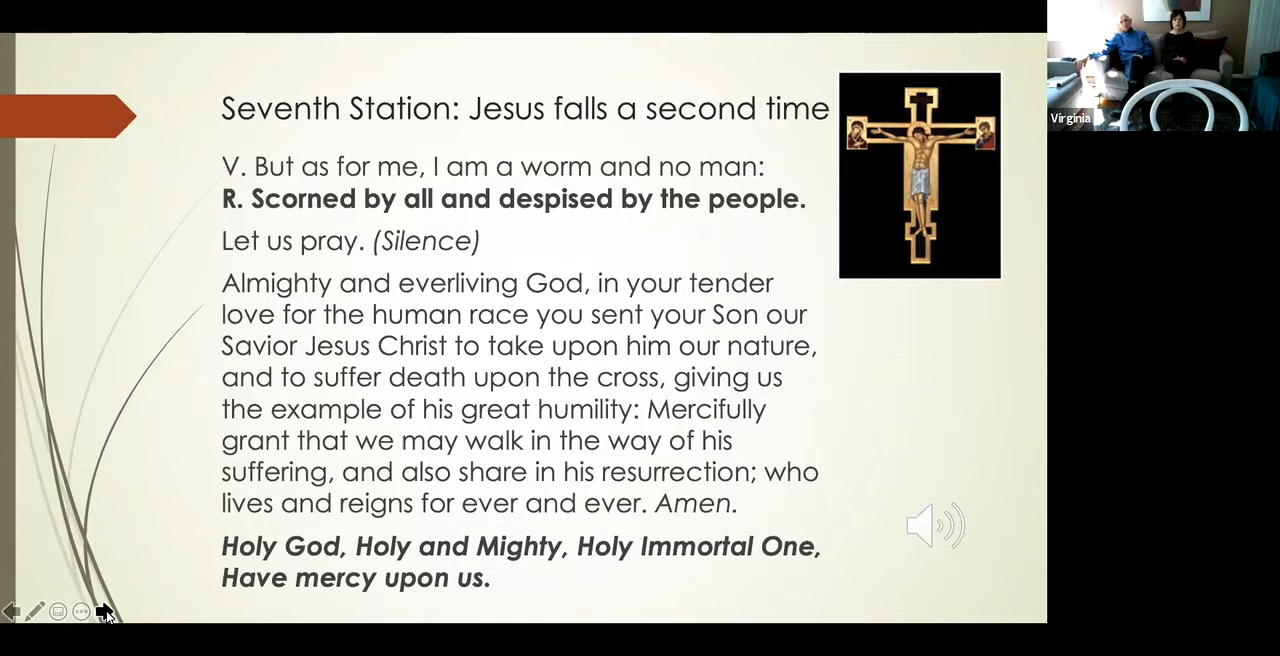 Seventh Station: Jesus falls a second time
V. But as for me, I am a worm and no man:
R. Scorned by all and despised by the people.
Let us pray. (Silence)
Almighty and everliving God, in your tender
love for the human race you sent your Son our
Savior Jesus Christ to take upon him our nature,
and to suffer death upon the cross, giving us
the example of his great humility: Mercifully
grant that we may walk in the way of his
suffering, and also share in his resurrection; who
lives and reigns for ever and ever. Amen.
Holy God, Holy and Mighty, Holy Immortal One,
Have mercy upon us.
Virginia